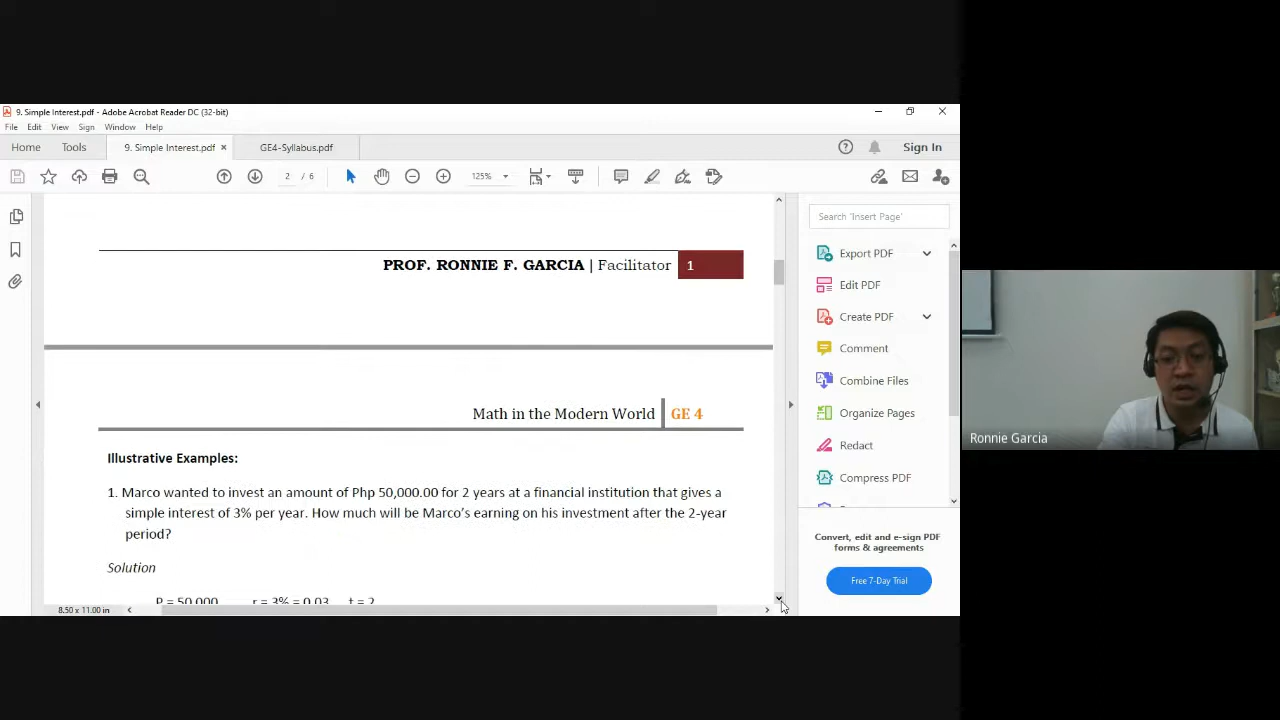 9. Simple Interest.pdf - Adobe Acrobat Reader DC (32-bit)
File Edit View Sign Window Help
Home Tools 9. Simple Interest.pdf × GE4-Syllabus.pdf Sign In
2 / 6 125%
PROF. RONNIE F. GARCIA | Facilitator 1
Math in the Modern World GE 4
Illustrative Examples:
1. Marco wanted to invest an amount of Php 50,000.00 for 2 years at a financial institution that gives a
simple interest of 3% per year. How much will be Marco's earning on his investment after the 2-year
period?
Solution
P = 50,000 r = 3% = 0.03 t = 2
8.50 x 11.00 in
Search 'Insert Page'
Export PDF
Edit PDF
Create PDF
Comment
Combine Files
Organize Pages
Redact
Compress PDF
Convert, edit and e-sign PDF
forms & agreements
Free 7-Day Trial
Ronnie Garcia